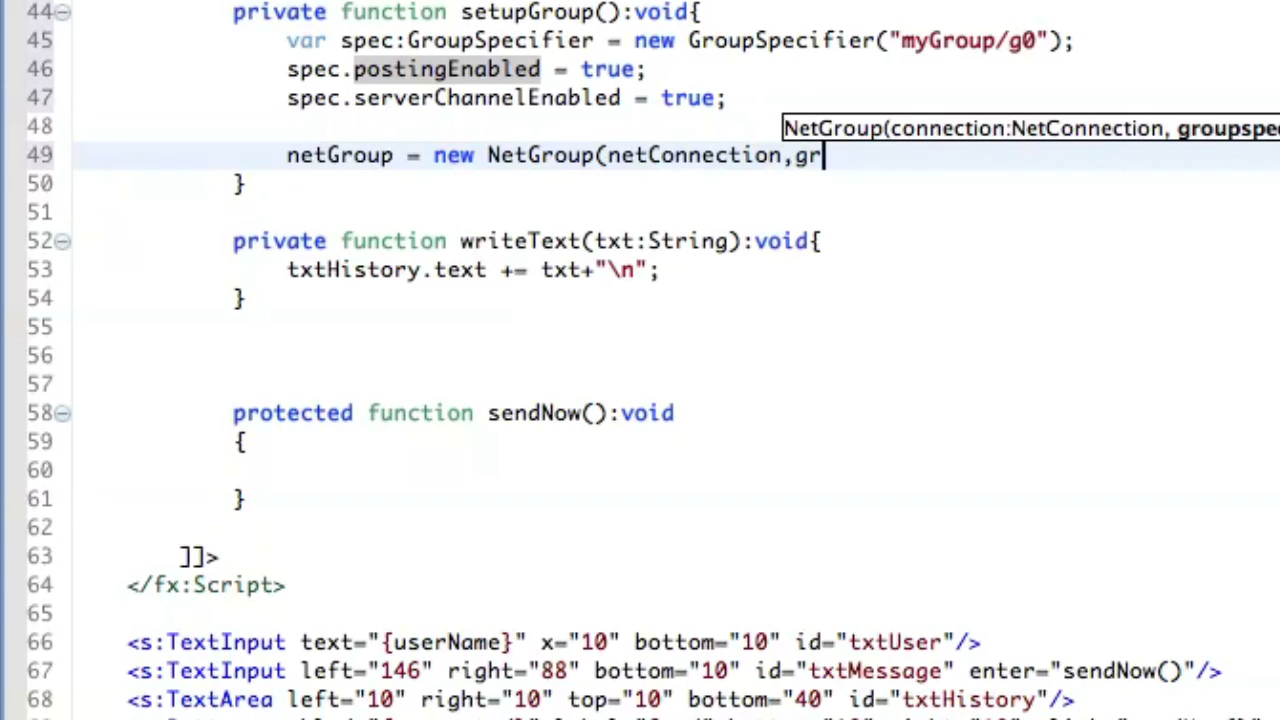 44 private function setupGroup():void{
45 var spec:GroupSpecifier = new GroupSpecifier("myGroup/g0");
46 spec.postingEnabled = true;
47 spec.serverChannelEnabled = true;
48 NetGroup(connection:NetConnection, groupspec
49 netGroup = new NetGroup(netConnection,gr
50 }
51
52 private function writeText(txt:String):void{
53 txtHistory.text += txt+"\n";
54 }
55
56
57
58 protected function sendNow():void
59 {
60
61 }
62
63 ]]>
64 </fx:Script>
65
66 <s:TextInput text="{userName}" x="10" bottom="10" id="txtUser"/>
67 <s:TextInput left="146" right="88" bottom="10" id="txtMessage" enter="sendNow()"/>
68 <s:TextArea left="10" right="10" top="10" bottom="40" id="txtHistory"/>